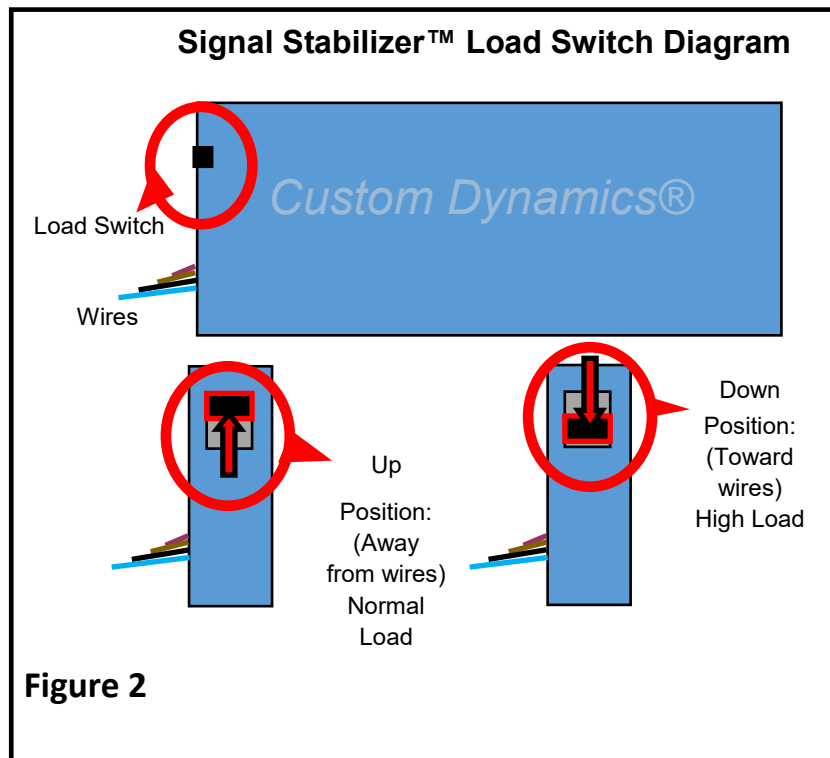 Signal Stabilizer™ Load Switch Diagram
Custom Dynamics®
Load Switch
Wires
Up
Position:
(Away
from wires)
Normal
Load
Down
Position:
(Toward
wires)
High Load
Figure 2